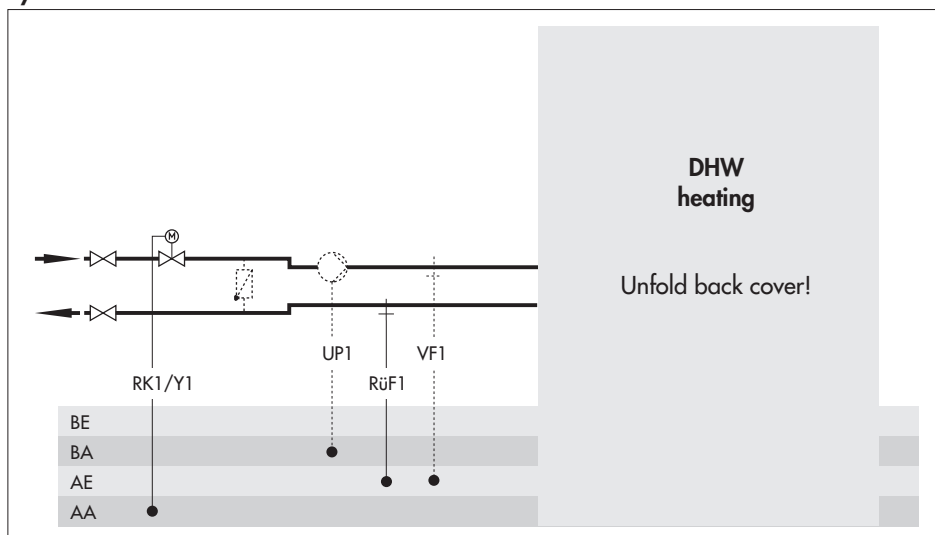 DHW
heating
Unfold back cover!
M
UP1
VF1
RK1/Y1
RüF1
BE
BA
AE
AA